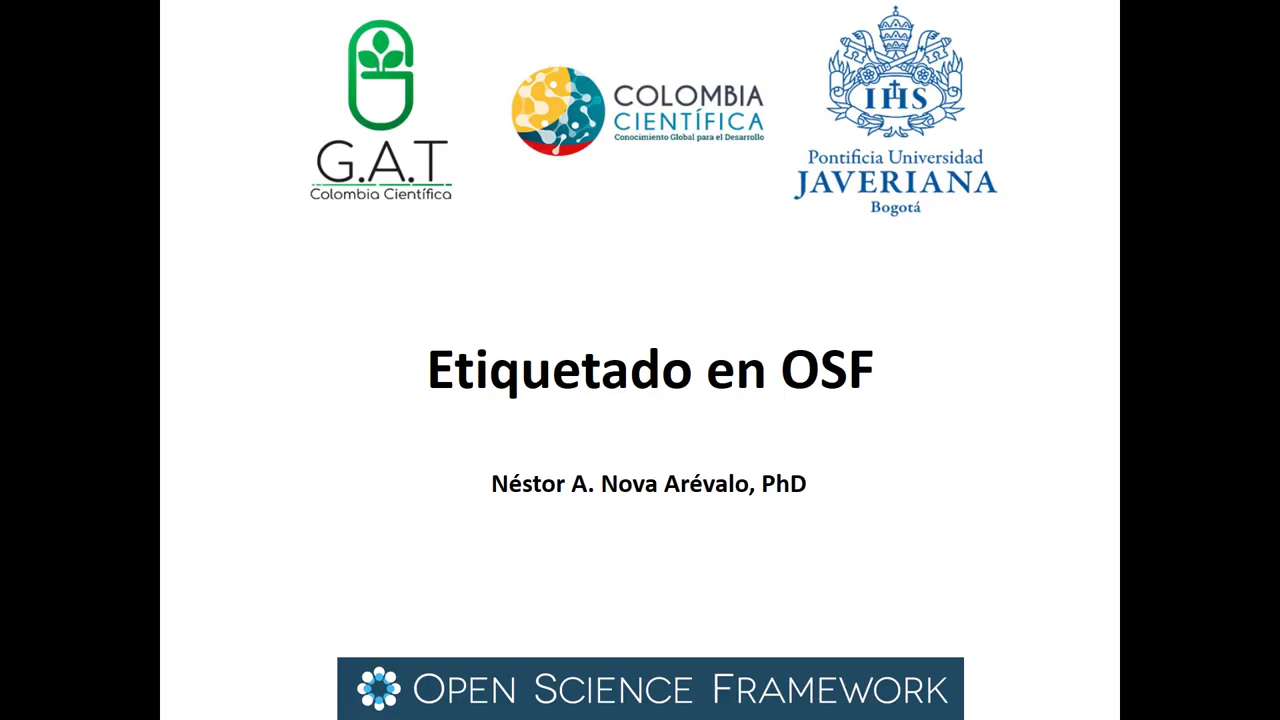 G.A.T
Colombia Científica
COLOMBIA
CIENTÍFICA
Conocimiento Global para el Desarrollo
IHS
Pontificia Universidad
JAVERIANA
Bogotá
Etiquetado en OSF
Néstor A. Nova Arévalo, PhD
OPEN SCIENCE FRAMEWORK